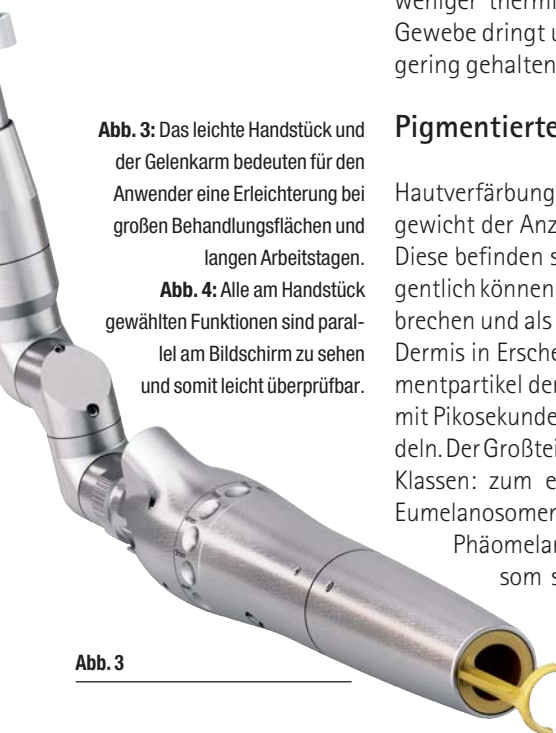 Abb. 3: Das leichte Handstück und
der Gelenkarm bedeuten für den
Anwender eine Erleichterung bei
großen Behandlungsflächen und
langen Arbeitstagen.
Abb. 4: Alle am Handstück
gewählten Funktionen sind paral-
lel am Bildschirm zu sehen
und somit leicht überprüfbar.
Abb. 3
weniger thermi
Gewebe dringt u
gering gehalten
Pigmentierte
Hautverfärbung
gewicht der Anz
Diese befinden s
gentlich können
brechen und als
Dermis in Ersche
mentpartikel der
mit Pikosekunde
deln. Der Großtei
Klassen: zum e
Eumelanosomer
Phäomelan
som s